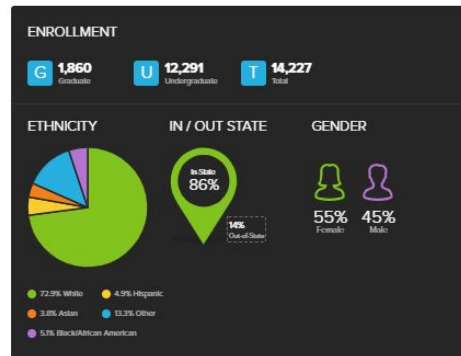 ENROLLMENT
G 1,860 Graduate
U 12,291 Undergraduate
T 14,227 Total
ETHNICITY
72.9% White
4.9% Hispanic
3.8% Asian
13.3% Other
5.1% Black/African American
IN / OUT STATE
In-State
86%
14%
Out-of-State
GENDER
55% Female
45% Male